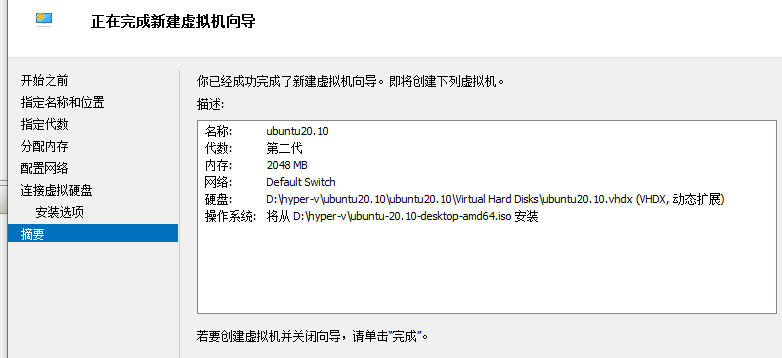 正在完成新建虚拟机向导
开始之前
指定名称和位置
指定代数
分配内存
配置网络
连接虚拟硬盘
安装选项
摘要
你已经成功完成了新建虚拟机向导。即将创建下列虚拟机。
描述:
名称: ubuntu20.10
代数: 第二代
内存: 2048 MB
网络: Default Switch
硬盘: D:\hyper-v\ubuntu20.10\ubuntu20.10\Virtual Hard Disks\ubuntu20.10.vhdx (VHDX, 动态扩展)
操作系统: 将从 D:\hyper-v\ubuntu-20.10-desktop-amd64.iso 安装
若要创建虚拟机并关闭向导，请单击"完成"。